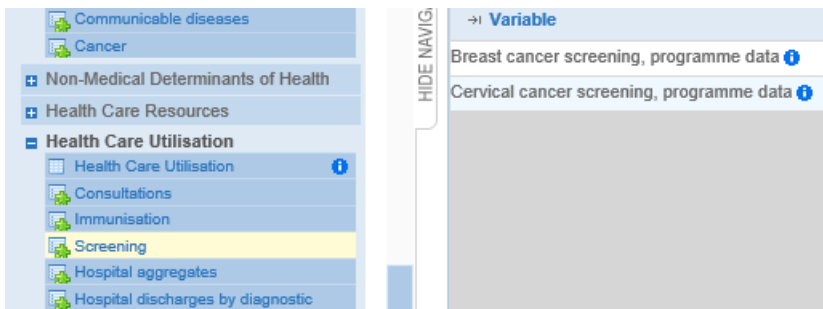 Communicable diseases
Cancer
Non-Medical Determinants of Health
Health Care Resources
Health Care Utilisation
Health Care Utilisation
Consultations
Immunisation
Screening
Hospital aggregates
Hospital discharges by diagnostic
HIDE
Variable
Breast cancer screening, programme data
Cervical cancer screening, programme data